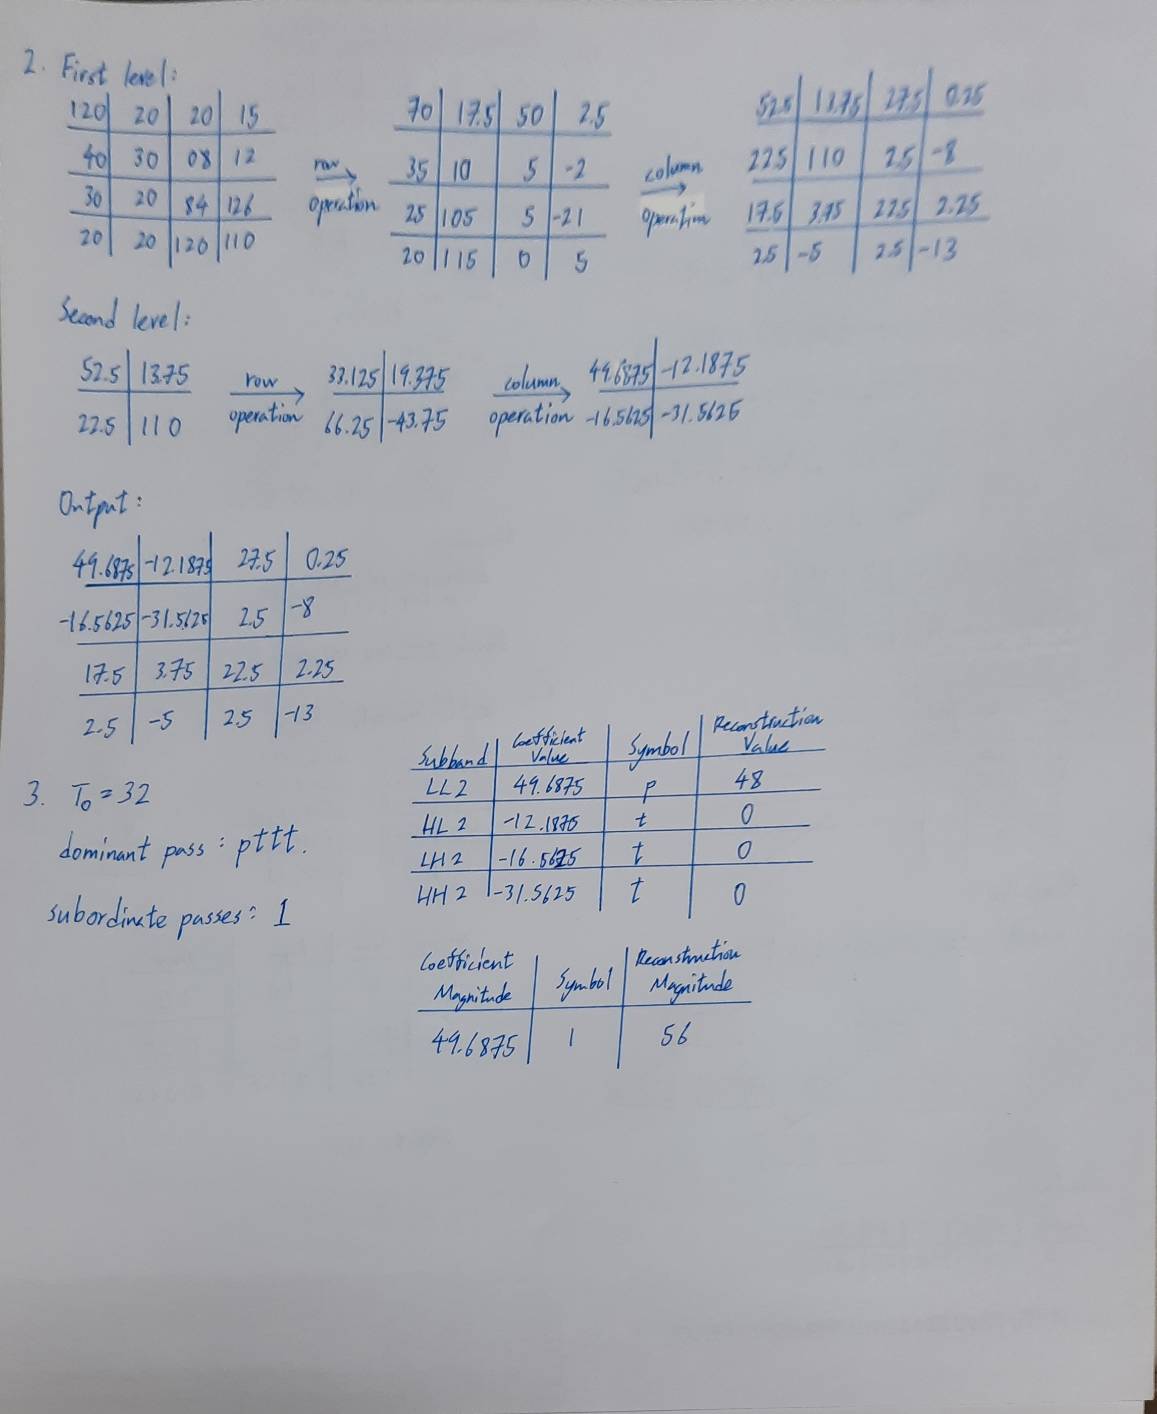 2. First level:
120 20 20 15
40 30 08 12
30 20 84 126
20 20 120 110
row operation
70 17.5 50 2.5
35 10 5 -2
25 105 5 -21
20 115 0 5
column operation
52.5 13.75 27.5 0.25
22.5 110 2.5 -8
17.5 3.75 22.5 2.25
2.5 -5 2.5 -13
Second level:
52.5 13.75
22.5 110
row operation
33.125 19.375
66.25 -43.75
column operation
49.6875 -12.1875
-16.5625 -31.5625
Output:
49.6875 -12.1875 27.5 0.25
-16.5625 -31.5625 2.5 -8
17.5 3.75 22.5 2.25
2.5 -5 2.5 -13
3. T0 = 32
dominant pass : pttt.
subordinate passes: 1
Subband Coefficient Value Symbol Reconstruction Value
LL2 49.6875 p 48
HL2 -12.1875 t 0
LH2 -16.5625 t 0
HH2 -31.5625 t 0
Coefficient Magnitude Symbol Reconstruction Magnitude
49.6875 1 56